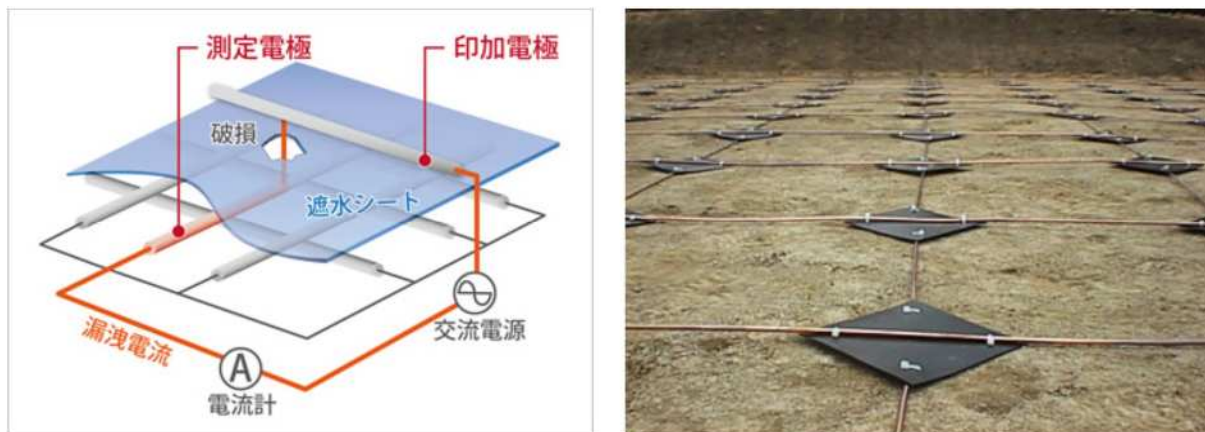 測定電極
印加電極
破損
遮水シート
漏洩電流
A
電流計
交流電源